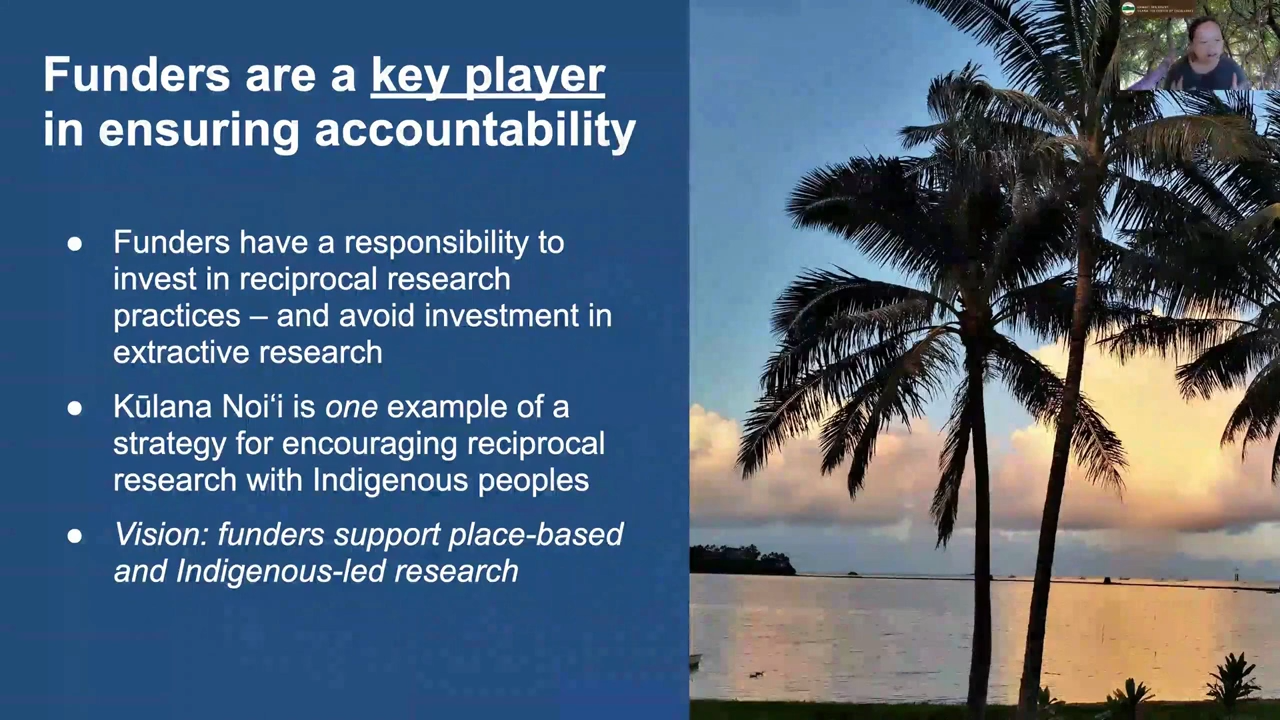 Funders are a key player
in ensuring accountability
● Funders have a responsibility to
invest in reciprocal research
practices – and avoid investment in
extractive research
● Kūlana Noiʻi is one example of a
strategy for encouraging reciprocal
research with Indigenous peoples
● Vision: funders support place-based
and Indigenous-led research